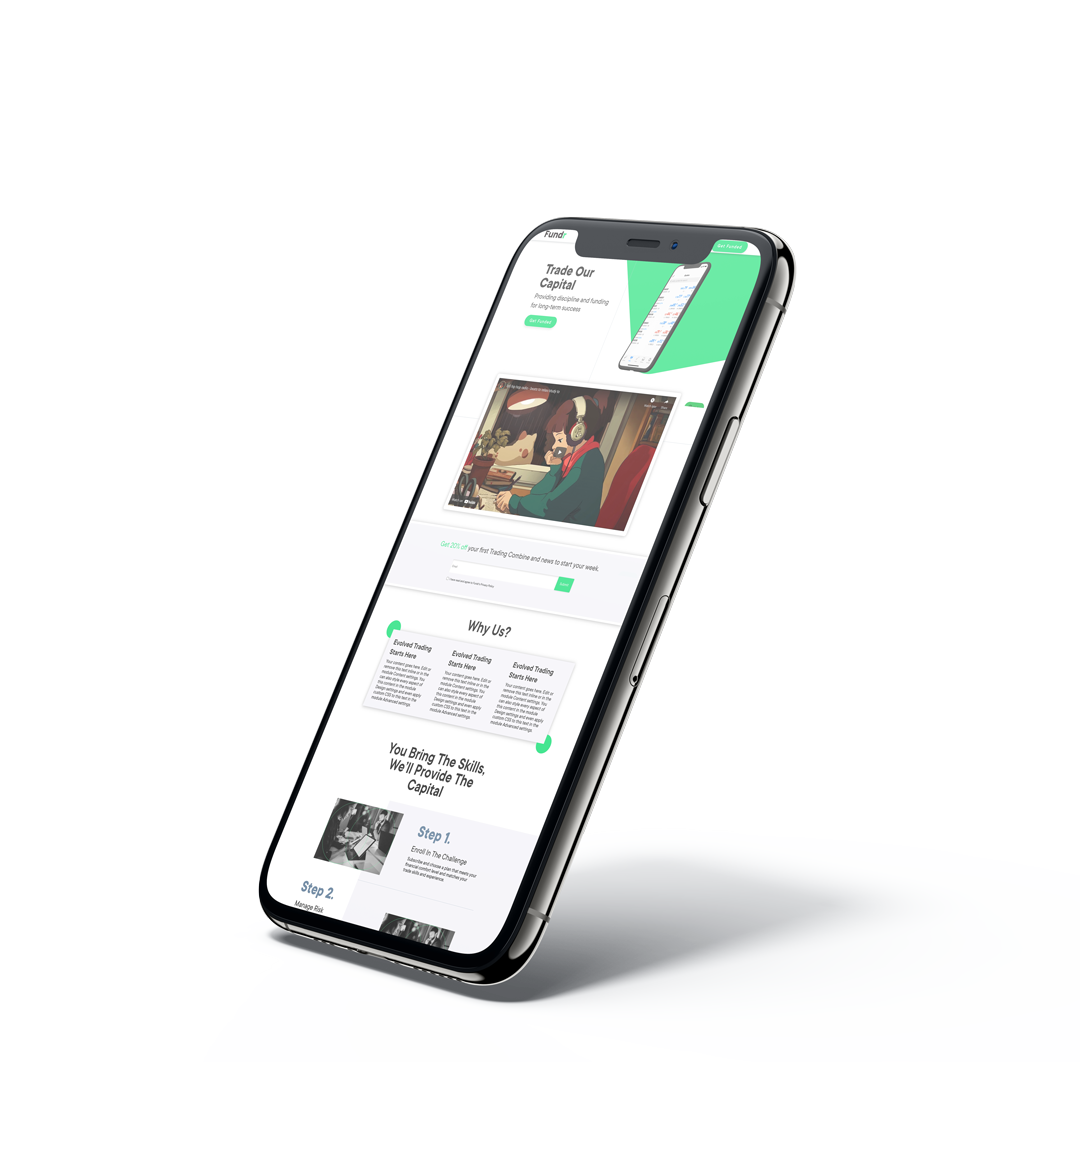 Fundr
Get Funded
Trade Our
Capital
Providing discipline and funding
for long-term success
Get Funded
Get 20% off your first Trading Combine and news to start your week.
Why Us?
Evolved Trading
Starts Here
Your content goes here. Edit or
remove this text inline or in the
module Content settings. You
can also style every aspect of
this content in the module
Design settings and even apply
custom CSS to this text in the
module Advanced settings.
Evolved Trading
Starts Here
Your content goes here. Edit or
remove this text inline or in the
module Content settings. You
can also style every aspect of
this content in the module
Design settings and even apply
custom CSS to this text in the
module Advanced settings.
Evolved Trading
Starts Here
Your content goes here. Edit or
remove this text inline or in the
module Content settings. You
can also style every aspect of
this content in the module
Design settings and even apply
custom CSS to this text in the
module Advanced settings.
You Bring The Skills,
We'll Provide The
Capital
Step 1.
Enroll In The Challenge
Subscribe and choose a plan that meets your
financial comfort level and matches your
trade skills and experience.
Step 2.
Manage Risk